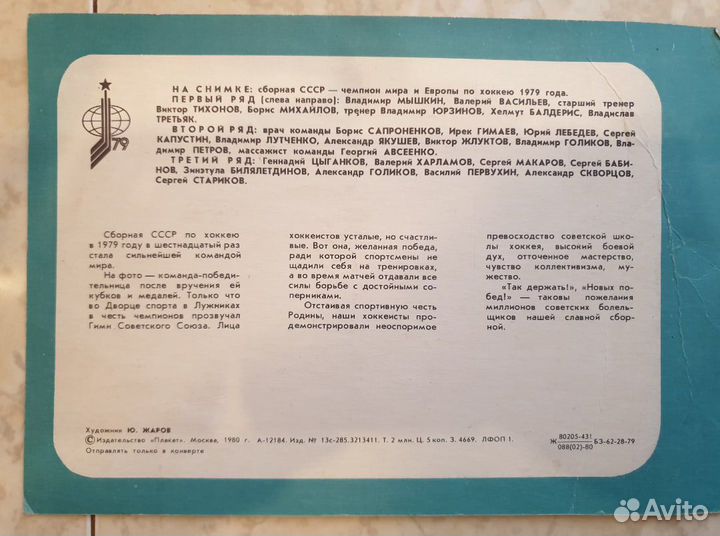 НА СНИМКЕ: сборная СССР — чемпион мира и Европы по хоккею 1979 года.
ПЕРВЫЙ РЯД (слева направо): Владимир МЫШКИН, Валерий ВАСИЛЬЕВ, старший тренер
Виктор ТИХОНОВ, Борис МИХАЙЛОВ, тренер Владимир ЮРЗИНОВ, Хелмут БАЛДЕРИС, Владислав
ТРЕТЬЯК.
ВТОРОЙ РЯД: врач команды Борис САПРОНЕНКОВ, Ирек ГИМАЕВ, Юрий ЛЕБЕДЕВ, Сергей
КАПУСТИН, Владимир ЛУТЧЕНКО, Александр ЯКУШЕВ, Виктор ЖЛУКТОВ, Владимир ГОЛИКОВ, Вла-
димир ПЕТРОВ, массажист команды Георгий АВСЕЕНКО.
ТРЕТИЙ РЯД: Геннадий ЦЫГАНКОВ, Валерий ХАРЛАМОВ, Сергей МАКАРОВ, Сергей БАБИ-
НОВ, Зинэтула БИЛЯЛЕТДИНОВ, Александр ГОЛИКОВ, Василий ПЕРВУХИН, Александр СКВОРЦОВ,
Сергей СТАРИКОВ.
79
Сборная СССР по хоккею
в 1979 году в шестнадцатый раз
стала сильнейшей командой
мира.
На фото — команда-победи-
тельница после вручения ей
кубков и медалей. Только что
во Дворце спорта в Лужниках
в честь чемпионов прозвучал
Гимн Советского Союза. Лица
хоккеистов усталые, но счастли-
вые. Вот она, желанная победа,
ради которой спортсмены не
щадили себя на тренировках,
а во время матчей отдавали все
силы борьбе с достойными со-
перниками.
Отстаивая спортивную честь
Родины, наши хоккеисты про-
демонстрировали неоспоримое
превосходство советской шко-
лы хоккея, высокий боевой
дух, отточенное мастерство,
чувство коллективизма, му-
жество.
«Так держать!», «Новых по-
бед!» — таковы пожелания
миллионов советских болель-
щиков нашей славной сбор-
ной.
Художник Ю. ЖАРОВ
©Издательство «Плакат». Москва, 1980 г. А-12184. Изд. № 13с-285.3213411. Т. 2 млн. Ц. 5 коп. З. 4669. ЛФОП 1.
Отправлять только в конверте
Ж 80205-431 БЗ-62-28-79
088(02)-80
Avito